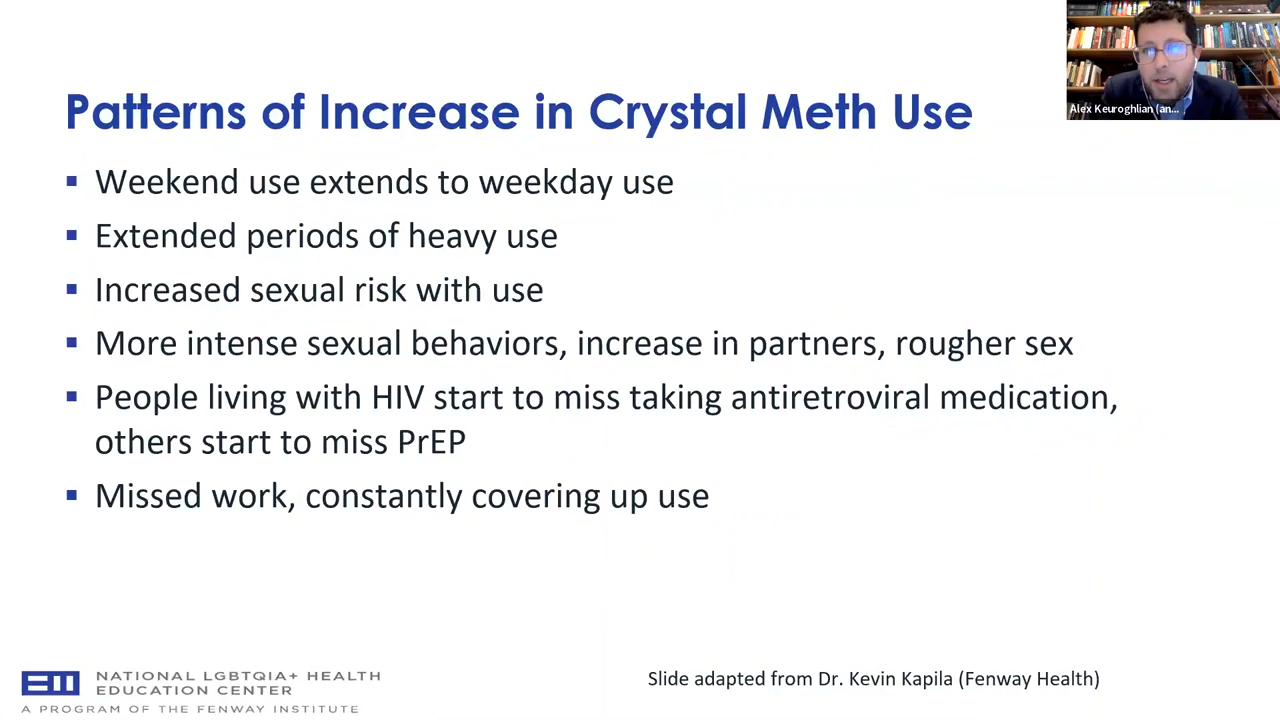 Patterns of Increase in Crystal Meth Use
Alex Keuroghlian (an...
▪ Weekend use extends to weekday use
▪ Extended periods of heavy use
▪ Increased sexual risk with use
▪ More intense sexual behaviors, increase in partners, rougher sex
▪ People living with HIV start to miss taking antiretroviral medication,
others start to miss PrEP
▪ Missed work, constantly covering up use
NATIONAL LGBTQIA+ HEALTH
EDUCATION CENTER
A PROGRAM OF THE FENWAY INSTITUTE
Slide adapted from Dr. Kevin Kapila (Fenway Health)